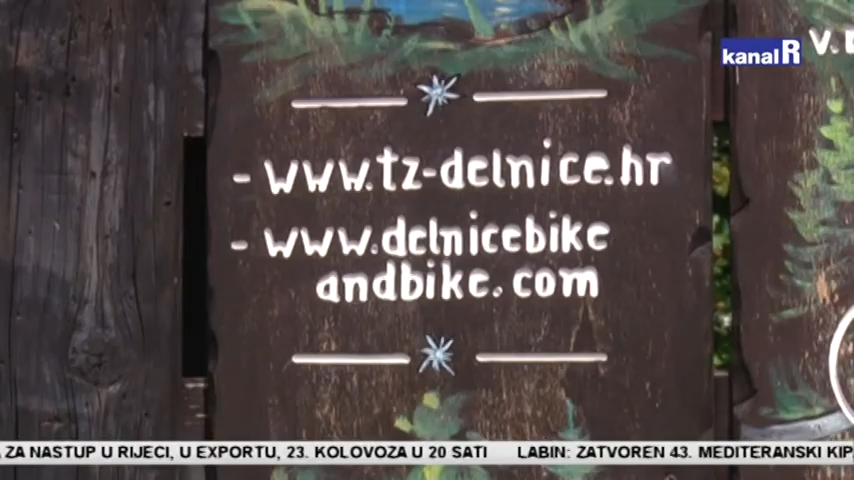 kanal R
V.
- www.tz-delnice.hr
- www.delnicebike
andbike.com
ZA NASTUP U RIJECI, U EXPORTU, 23. KOLOVOZA U 20 SATI LABIN: ZATVOREN 43. MEDITERANSKI KIP